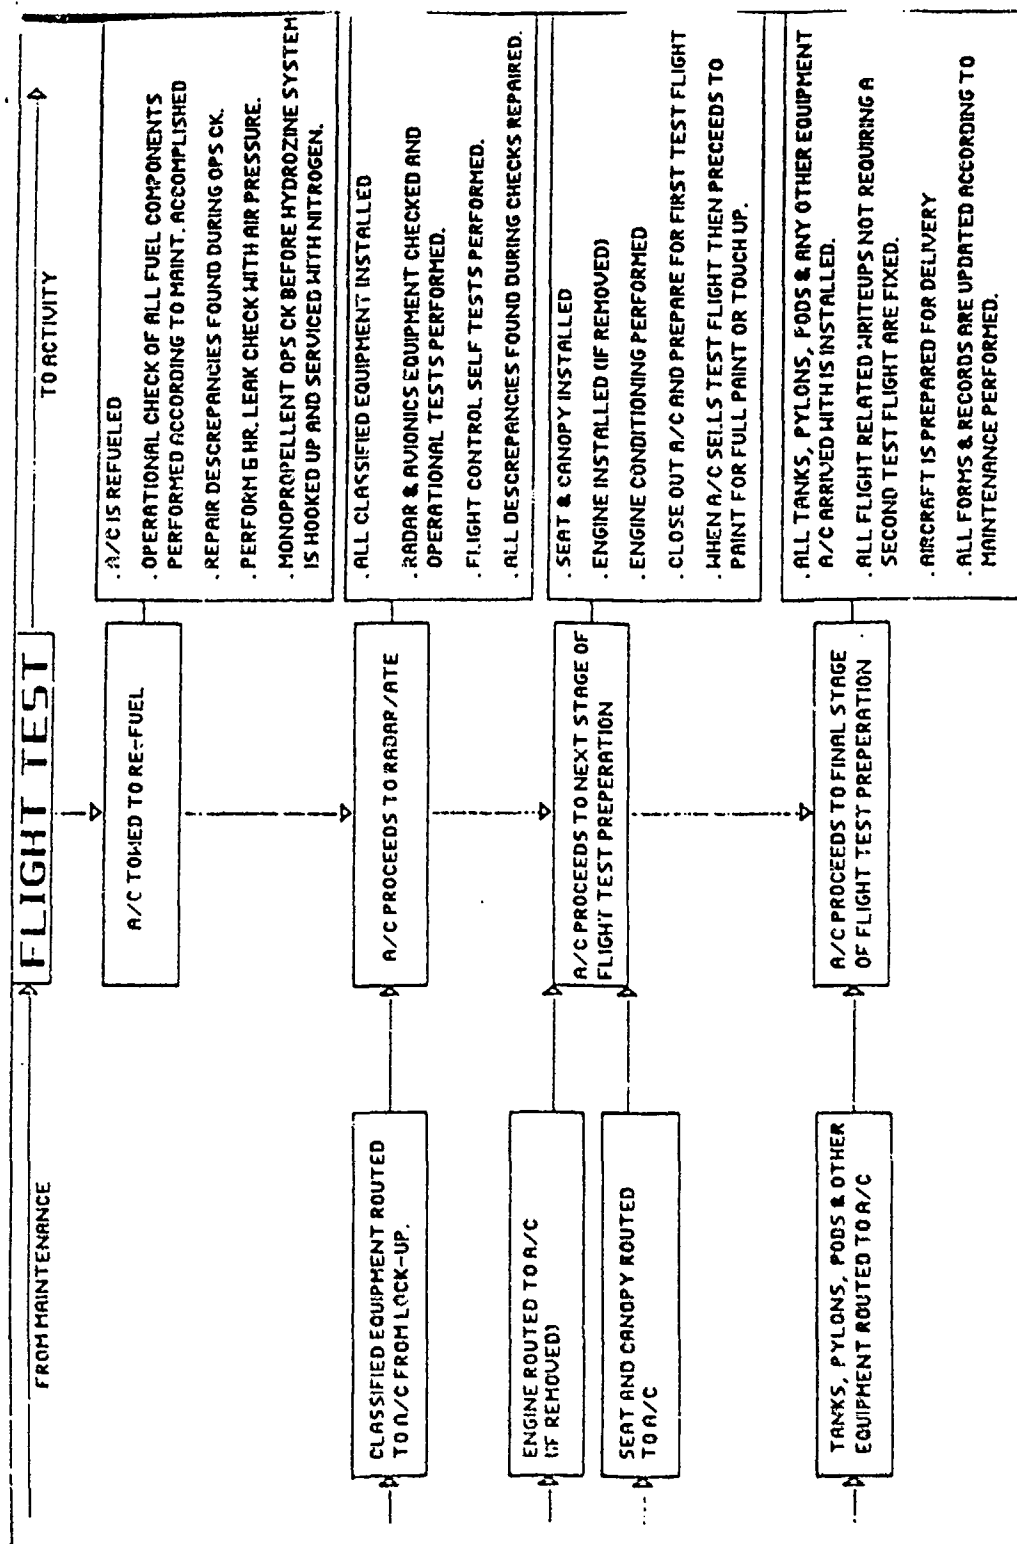 FROM MAINTENANCE
FLIGHT TEST
TO ACTIVITY
A/C TOWED TO RE-FUEL
. A/C IS REFUELED
. OPERATIONAL CHECK OF ALL FUEL COMPONENTS
PERFORMED ACCORDING TO MAINT. ACCOMPLISHED
. REPAIR DESCREPANCIES FOUND DURING OPS CK.
. PERFORM 6 HR. LEAK CHECK WITH AIR PRESSURE.
. MONOPROPELLENT OPS CK BEFORE HYDROZINE SYSTEM
IS HOOKED UP AND SERVICED WITH NITROGEN.
CLASSIFIED EQUIPMENT ROUTED
TO A/C FROM LOCK-UP.
A/C PROCEEDS TO RADAR/ATE
. ALL CLASSIFIED EQUIPMENT INSTALLED
. RADAR & AVIONICS EQUIPMENT CHECKED AND
OPERATIONAL TESTS PERFORMED.
. FLIGHT CONTROL SELF TESTS PERFORMED.
. ALL DESCREPANCIES FOUND DURING CHECKS REPAIRED.
ENGINE ROUTED TO A/C
(IF REMOVED)
SEAT AND CANOPY ROUTED
TO A/C
A/C PROCEEDS TO NEXT STAGE OF
FLIGHT TEST PREPERATION
. SEAT & CANOPY INSTALLED
. ENGINE INSTALLED (IF REMOVED)
. ENGINE CONDITIONING PERFORMED
. CLOSE OUT A/C AND PREPARE FOR FIRST TEST FLIGHT
. WHEN A/C SELLS TEST FLIGHT THEN PRECEEDS TO
PAINT FOR FULL PAINT OR TOUCH UP.
TANKS, PYLONS, PODS & OTHER
EQUIPMENT ROUTED TO A/C
A/C PROCEEDS TO FINAL STAGE
OF FLIGHT TEST PREPERATION
. ALL TANKS, PYLONS, PODS & ANY OTHER EQUIPMENT
A/C ARRIVED WITH IS INSTALLED.
. ALL FLIGHT RELATED WRITEUPS NOT REQUIRING A
SECOND TEST FLIGHT ARE FIXED.
. AIRCRAFT IS PREPARED FOR DELIVERY
. ALL FORMS & RECORDS ARE UPDATED ACCORDING TO
MAINTENANCE PERFORMED.